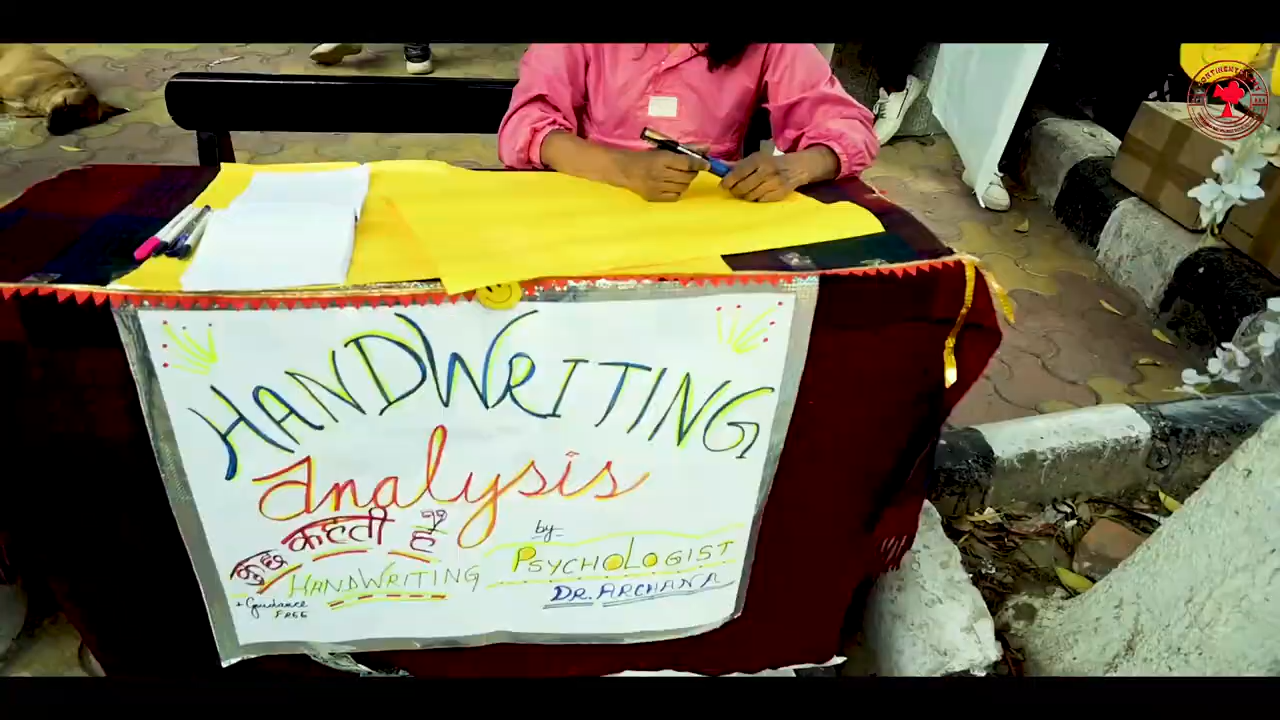 HANDWRITING
Analysis
कुछ कहती है
HANDWRITING
+ Guidance
FREE
by
PSYCHOLOGIST
DR. ARCHANA